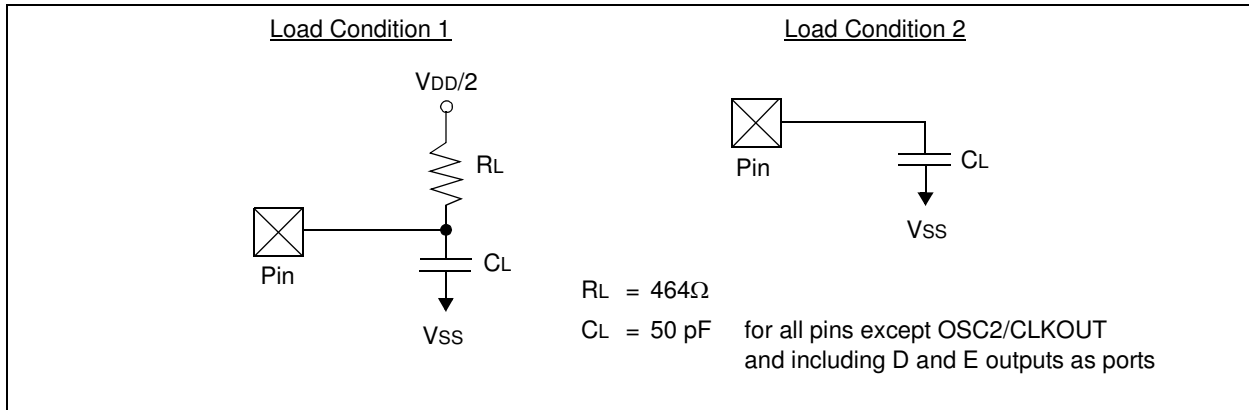 Load Condition 1
VDD/2
RL
Pin
CL
VSS
Load Condition 2
Pin
CL
VSS
RL = 464Ω
CL = 50 pF for all pins except OSC2/CLKOUT
and including D and E outputs as ports